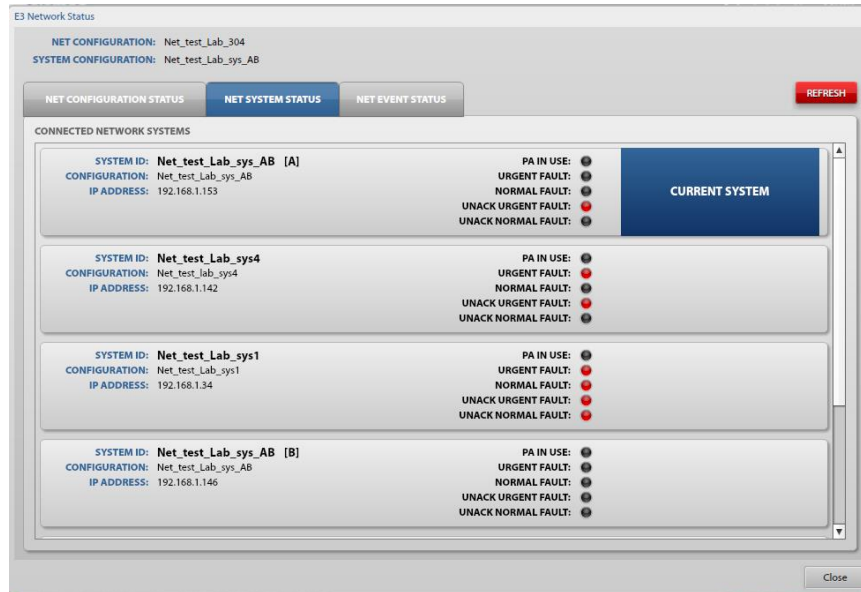 E3 Network Status
NET CONFIGURATION: Net_test_Lab_304
SYSTEM CONFIGURATION: Net_test_Lab_sys_AB
NET CONFIGURATION STATUS NET SYSTEM STATUS NET EVENT STATUS REFRESH
CONNECTED NETWORK SYSTEMS
SYSTEM ID: Net_test_Lab_sys_AB [A] PA IN USE:
CONFIGURATION: Net_test_Lab_sys_AB URGENT FAULT:
IP ADDRESS: 192.168.1.153 NORMAL FAULT: CURRENT SYSTEM
UNACK URGENT FAULT:
UNACK NORMAL FAULT:
SYSTEM ID: Net_test_Lab_sys4 PA IN USE:
CONFIGURATION: Net_test_lab_sys4 URGENT FAULT:
IP ADDRESS: 192.168.1.142 NORMAL FAULT:
UNACK URGENT FAULT:
UNACK NORMAL FAULT:
SYSTEM ID: Net_test_Lab_sys1 PA IN USE:
CONFIGURATION: Net_test_Lab_sys1 URGENT FAULT:
IP ADDRESS: 192.168.1.34 NORMAL FAULT:
UNACK URGENT FAULT:
UNACK NORMAL FAULT:
SYSTEM ID: Net_test_Lab_sys_AB [B] PA IN USE:
CONFIGURATION: Net_test_Lab_sys_AB URGENT FAULT:
IP ADDRESS: 192.168.1.146 NORMAL FAULT:
UNACK URGENT FAULT:
UNACK NORMAL FAULT:
Close